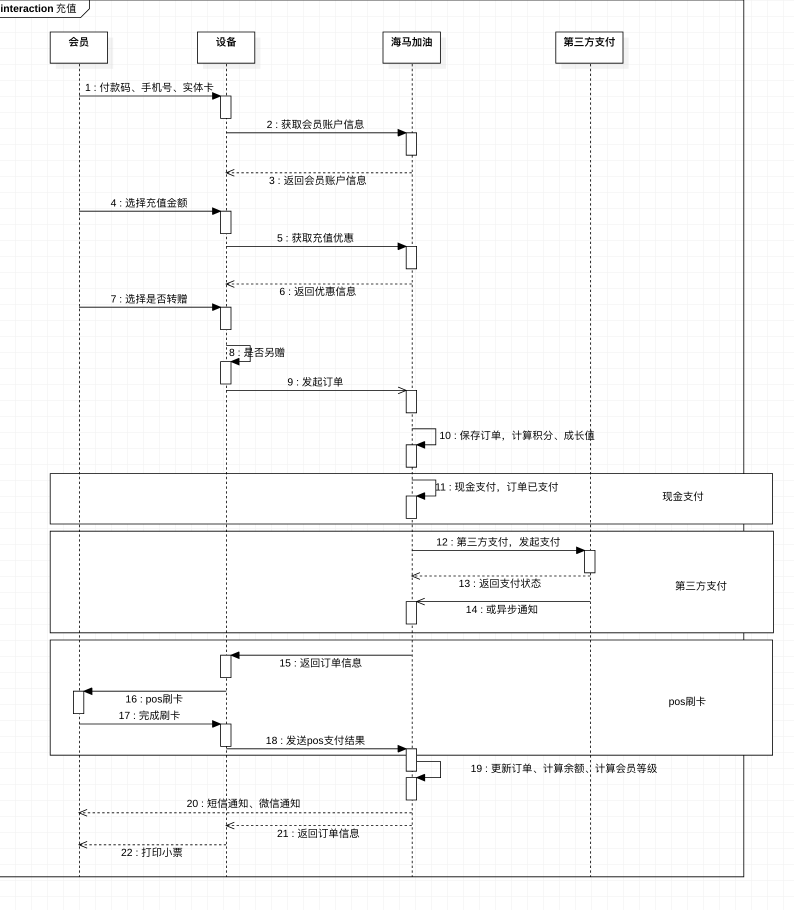 interaction 充值
会员
设备
海马加油
第三方支付
1 : 付款码、手机号、实体卡
2 : 获取会员账户信息
3 : 返回会员账户信息
4 : 选择充值金额
5 : 获取充值优惠
6 : 返回优惠信息
7 : 选择是否转赠
8 : 是否另赠
9 : 发起订单
10 : 保存订单，计算积分、成长值
11 : 现金支付，订单已支付
现金支付
12 : 第三方支付，发起支付
13 : 返回支付状态
第三方支付
14 : 或异步通知
15 : 返回订单信息
16 : pos刷卡
pos刷卡
17 : 完成刷卡
18 : 发送pos支付结果
19 : 更新订单、计算余额、计算会员等级
20 : 短信通知、微信通知
21 : 返回订单信息
22 : 打印小票